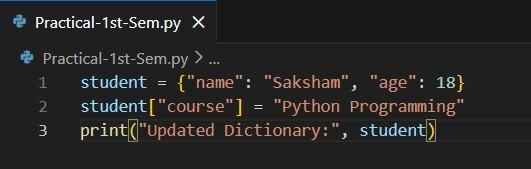 Practical-1st-Sem.py ×
Practical-1st-Sem.py > ...
1 student = {"name": "Saksham", "age": 18}
2 student["course"] = "Python Programming"
3 print("Updated Dictionary:", student)